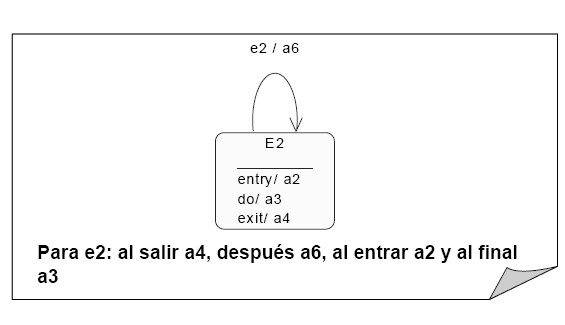 e2 / a6
E2
entry/ a2
do/ a3
exit/ a4
Para e2: al salir a4, después a6, al entrar a2 y al final
a3